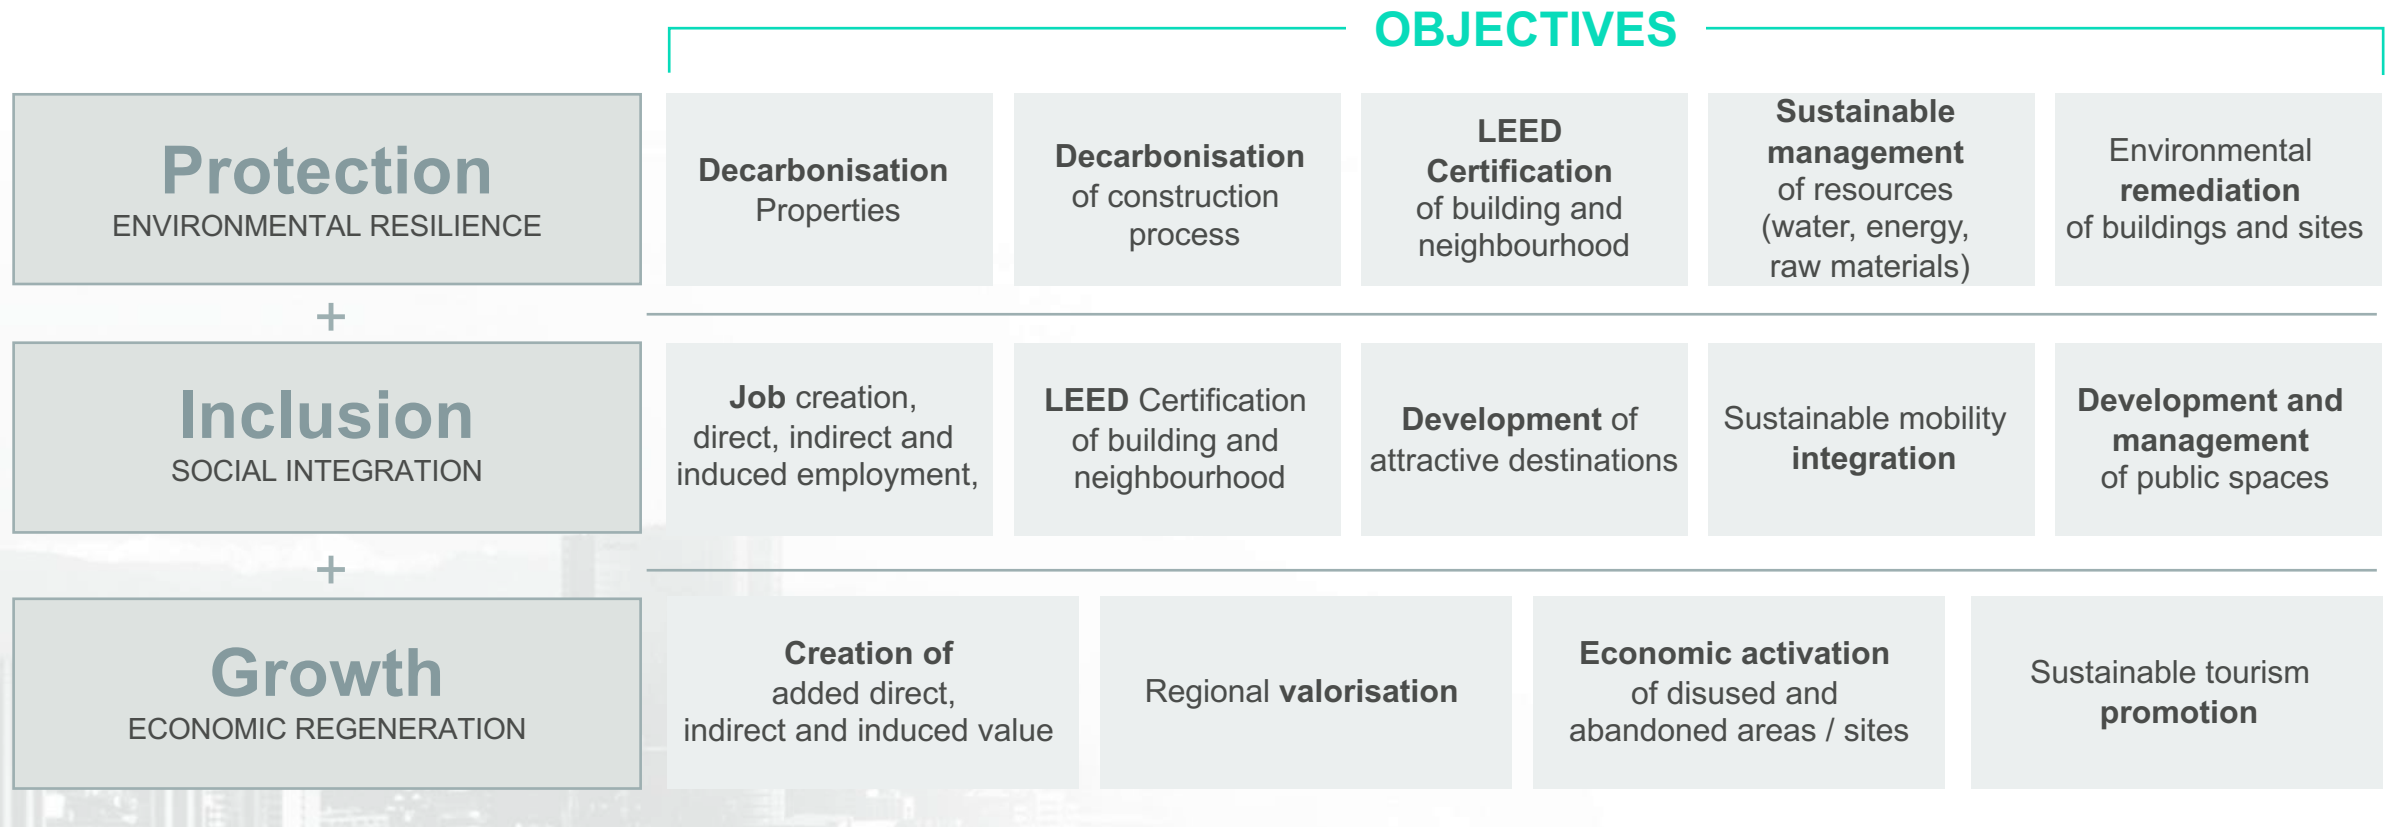 OBJECTIVES
Protection
ENVIRONMENTAL RESILIENCE
Decarbonisation
Properties
Decarbonisation
of construction
process
LEED
Certification
of building and
neighbourhood
Sustainable
management
of resources
(water, energy,
raw materials)
Environmental
remediation
of buildings and sites
+
Inclusion
SOCIAL INTEGRATION
Job creation,
direct, indirect and
induced employment,
LEED Certification
of building and
neighbourhood
Development of
attractive destinations
Sustainable mobility
integration
Development and
management
of public spaces
+
Growth
ECONOMIC REGENERATION
Creation of
added direct,
indirect and induced value
Regional valorisation
Economic activation
of disused and
abandoned areas / sites
Sustainable tourism
promotion